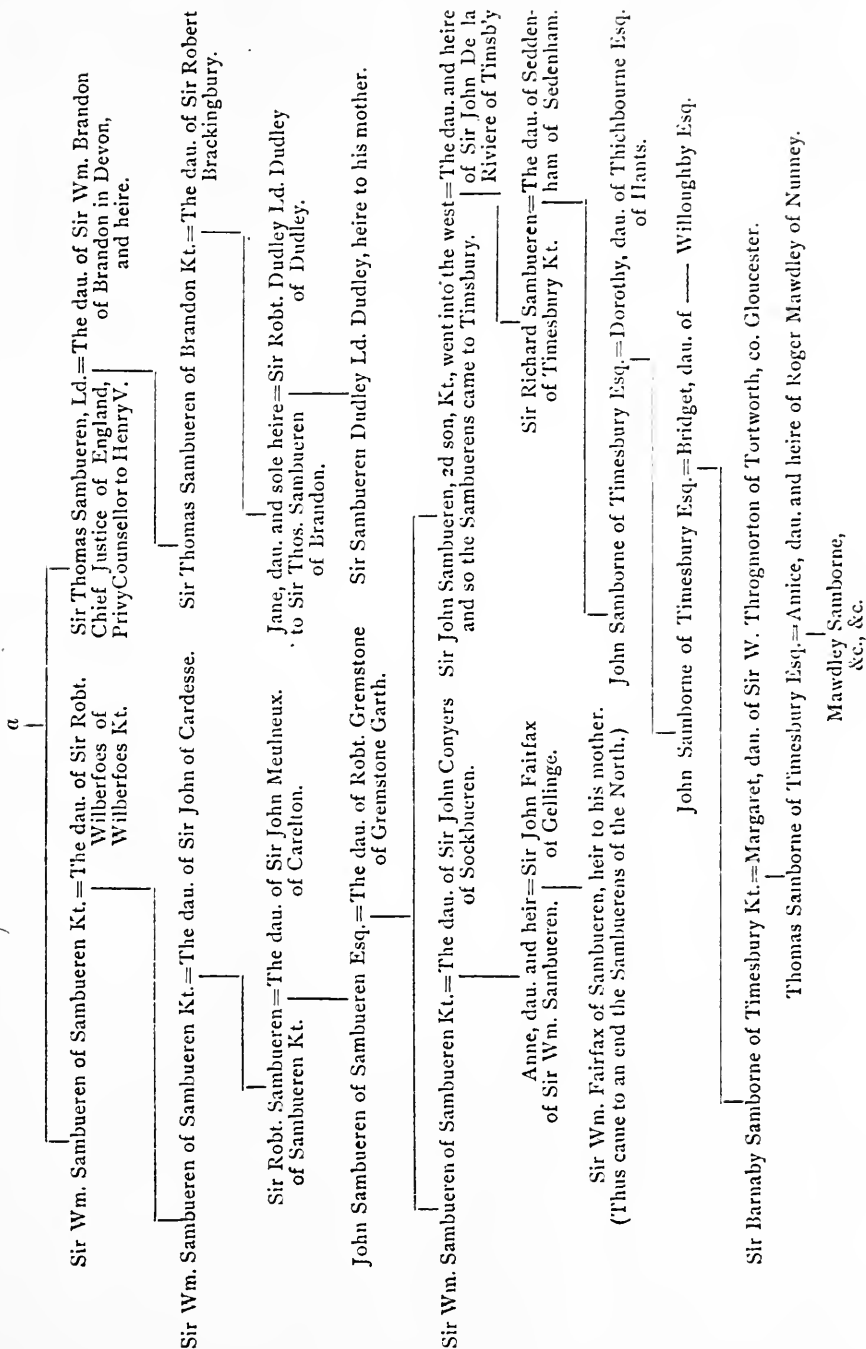 a
Sir Wm. Sambueren of Sambueren Kt.=The dau. of Sir Robt.
Wilberfoes of
Wilberfoes Kt.
Sir Thomas Sambueren, Ld.=The dau. of Sir Wm. Brandon
Chief Justice of England, of Brandon in Devon,
PrivyCounsellor to Henry V. and heire.
Sir Wm. Sambueren of Sambueren Kt.=The dau. of Sir John of Cardesse.
Sir Thomas Sambueren of Brandon Kt.=The dau. of Sir Robert
Brackingbury.
Sir Robt. Sambueren=The dau. of Sir John Meulneux.
of Sambueren Kt. of Carelton.
Jane, dau. and sole heire=Sir Robt. Dudley Ld. Dudley
to Sir Thos. Sambueren of Dudley.
of Brandon.
John Sambueren of Sambueren Esq.=The dau. of Robt. Gremstone
of Gremstone Garth.
Sir Sambueren Dudley Ld. Dudley, heire to his mother.
Sir Wm. Sambueren of Sambueren Kt.=The dau. of Sir John Conyers
of Sockbueren.
Sir John Sambueren, 2d son, Kt., went into the west=The dau. and heire
and so the Sambuerens came to Timsbury. of Sir John De la
Riviere of Timsb'y
Anne, dau. and heir=Sir John Fairfax
of Sir Wm. Sambueren. of Gellinge.
Sir Richard Sambueren=The dau. of Sedden-
of Timesbury Kt. ham of Sedenham.
Sir Wm. Fairfax of Sambueren, heir to his mother.
(Thus came to an end the Sambuerens of the North.)
John Samborne of Timesbury Esq.=Dorothy, dau. of Thichbourne Esq.
of Hants.
John Samborne of Timesbury Esq.=Bridget, dau. of —— Willoughby Esq.
Sir Barnaby Samborne of Timesbury Kt.=Margaret, dau. of Sir W. Throgmorton of Tortworth, co. Gloucester.
Thomas Samborne of Timesbury Esq.=Amice, dau. and heire of Roger Mawdley of Nunney.
Mawdley Samborne,
&c., &c.